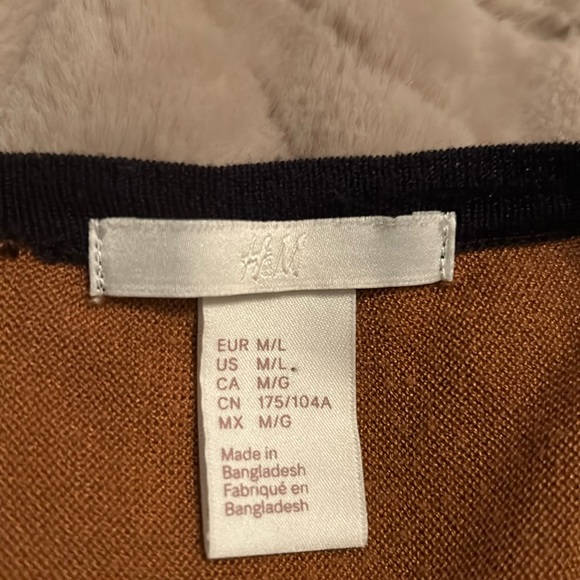 H&M
EUR M/L
US M/L
CA M/G
CN 175/104A
MX M/G
Made in
Bangladesh
Fabriqué en
Bangladesh